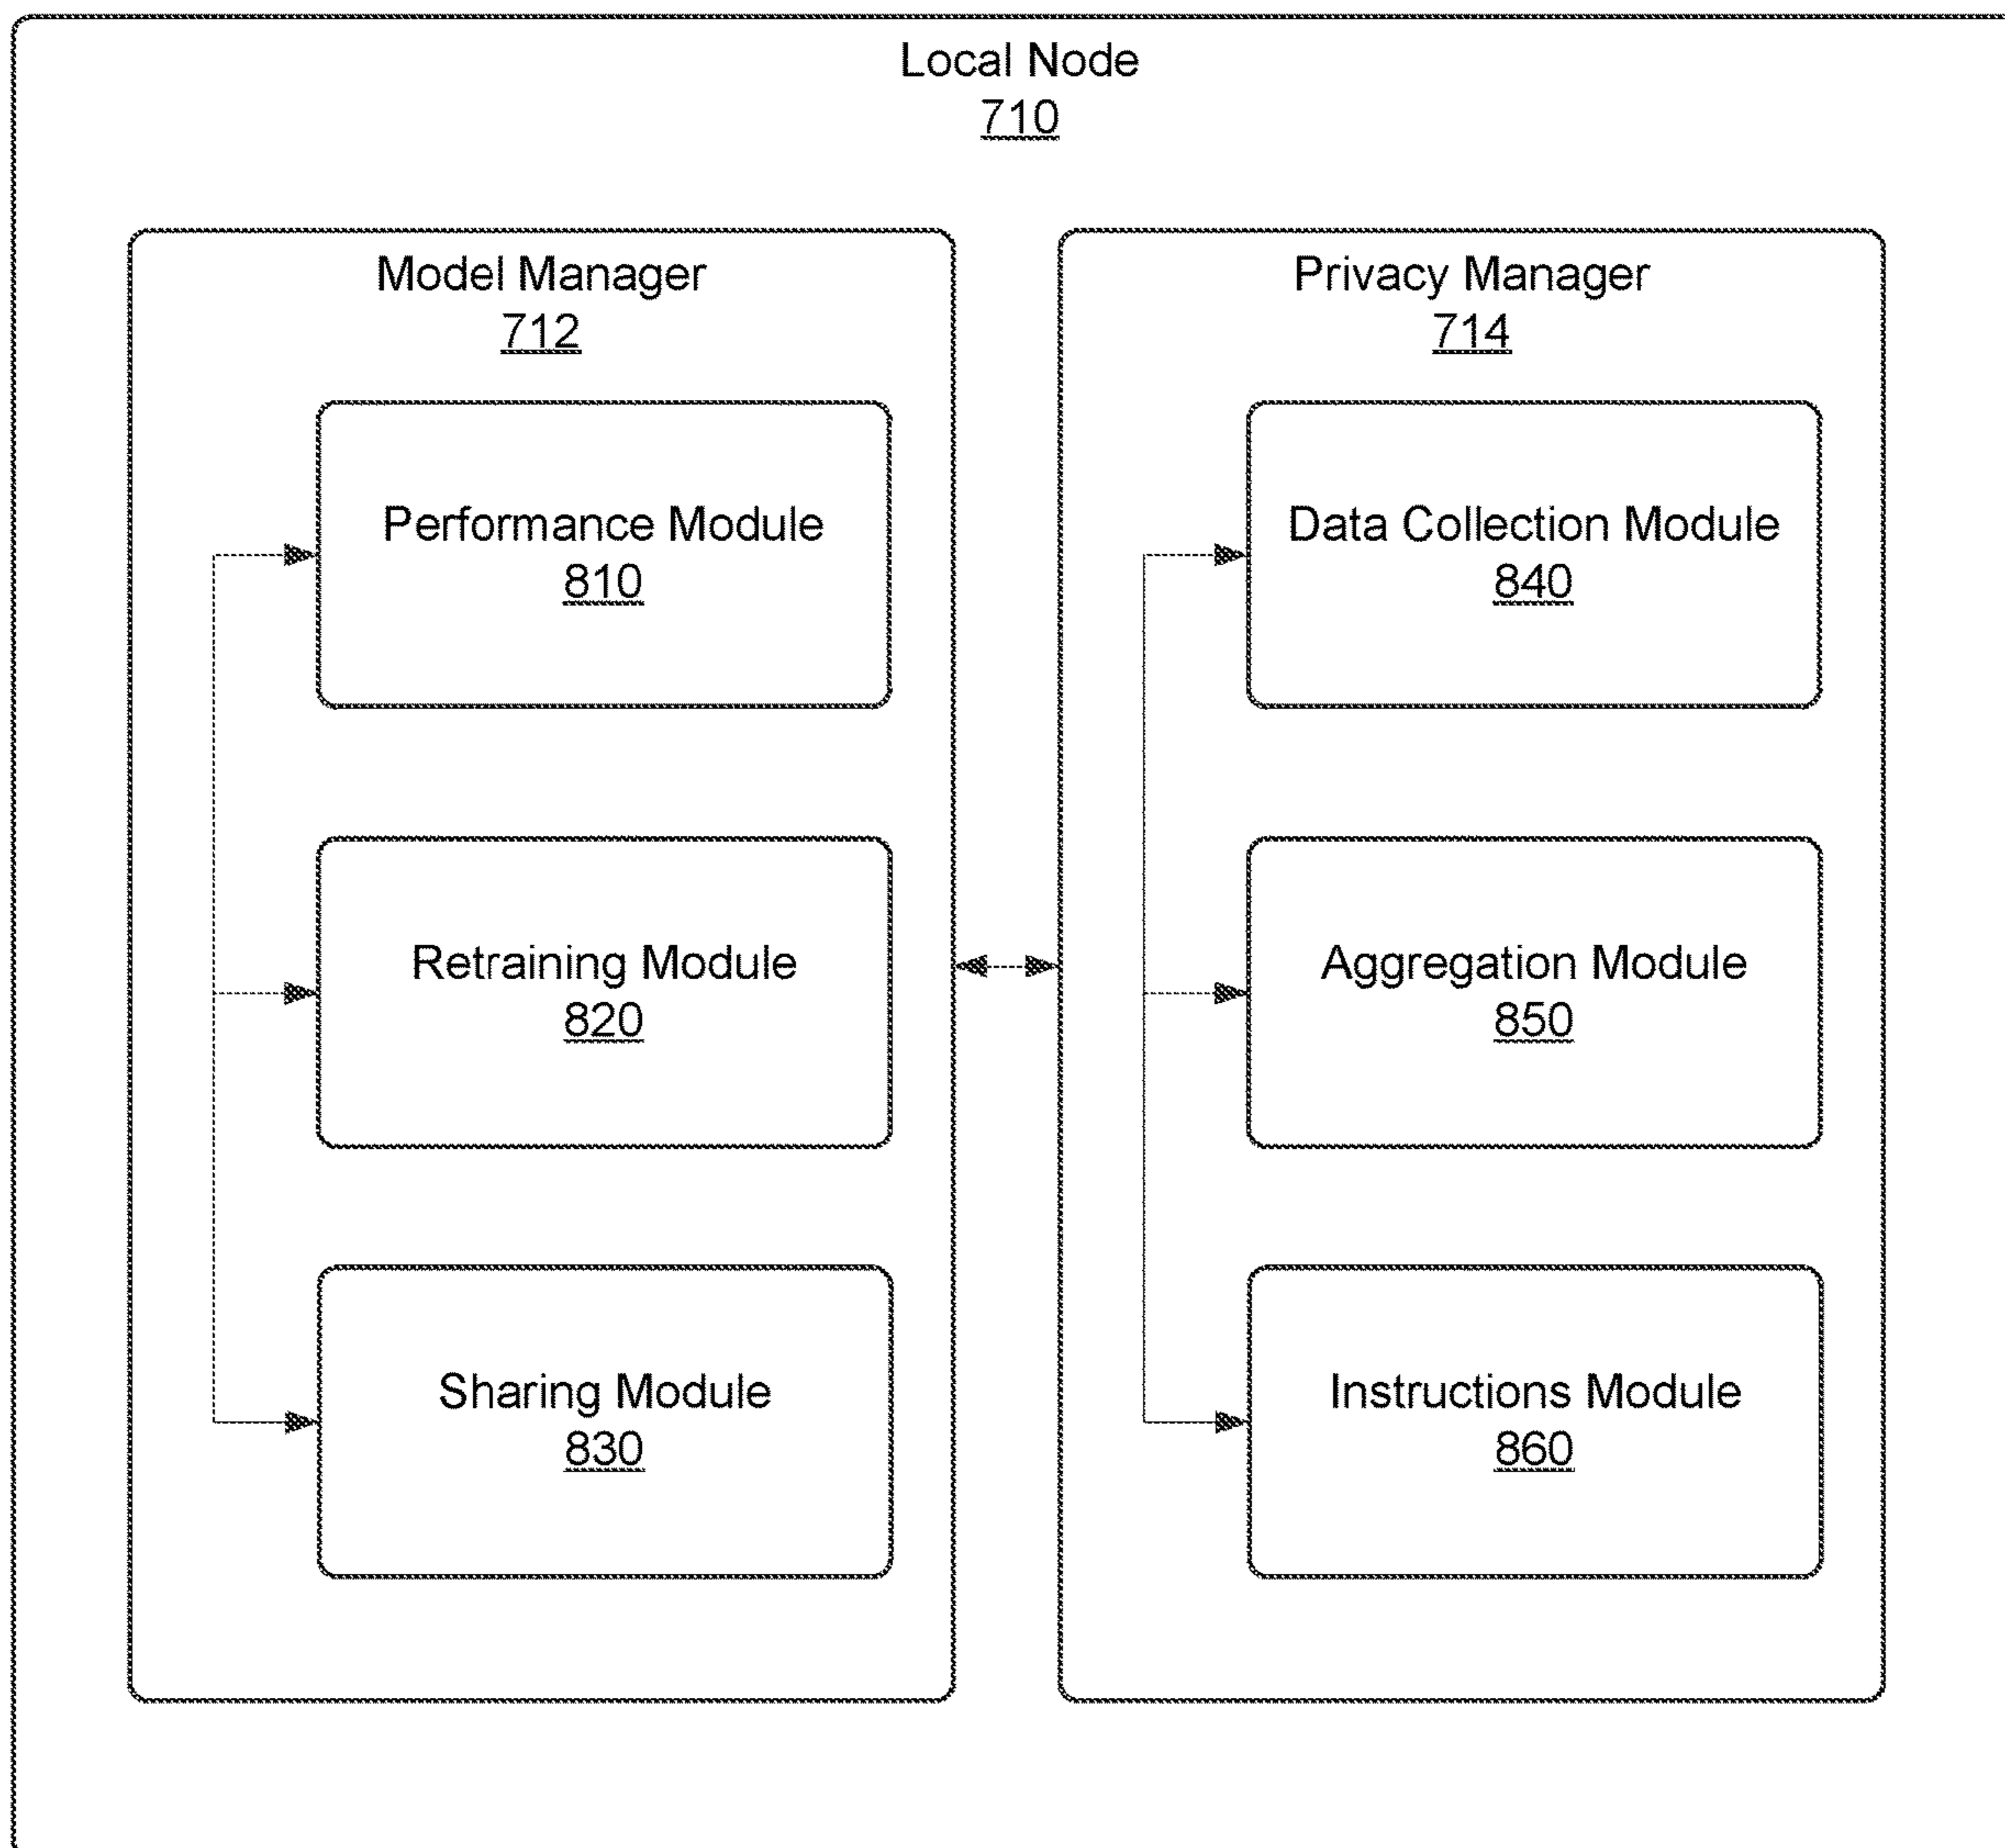 Local Node
710
Model Manager
712
Performance Module
810
Retraining Module
820
Sharing Module
830
Privacy Manager
714
Data Collection Module
840
Aggregation Module
850
Instructions Module
860